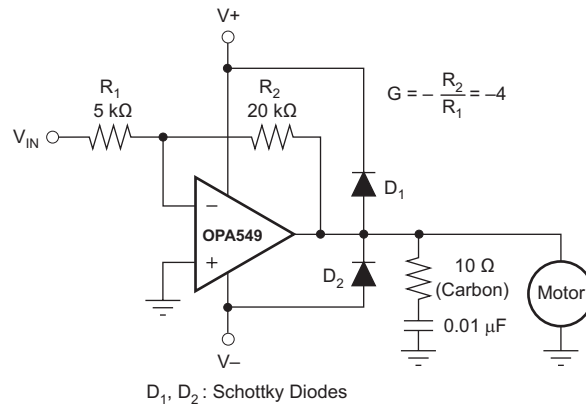 V+
R1
5 kΩ
R2
20 kΩ
G = – R2/R1 = –4
VIN
–
OPA549
+
D1
D2
10 Ω
(Carbon)
0.01 μF
Motor
V–
D1, D2 : Schottky Diodes